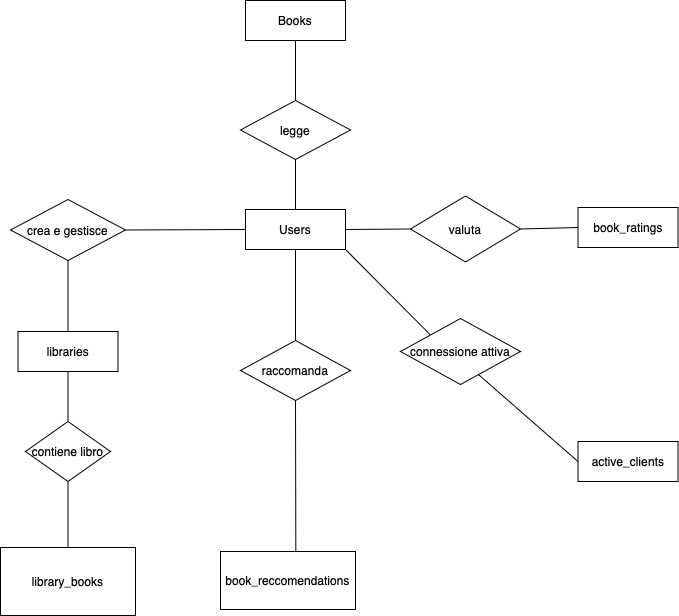 Books
legge
crea e gestisce
Users
valuta
book_ratings
libraries
raccomanda
connessione attiva
contiene libro
active_clients
library_books
book_reccomendations